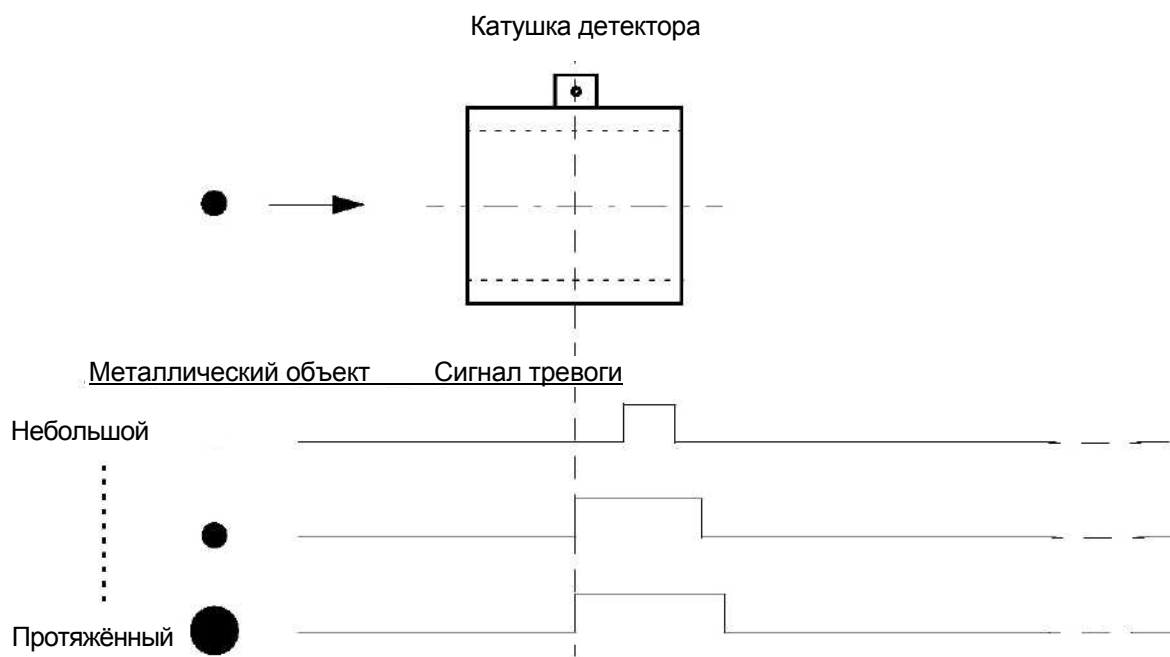 Катушка детектора
Металлический объект Сигнал тревоги
Небольшой
Протяжённый